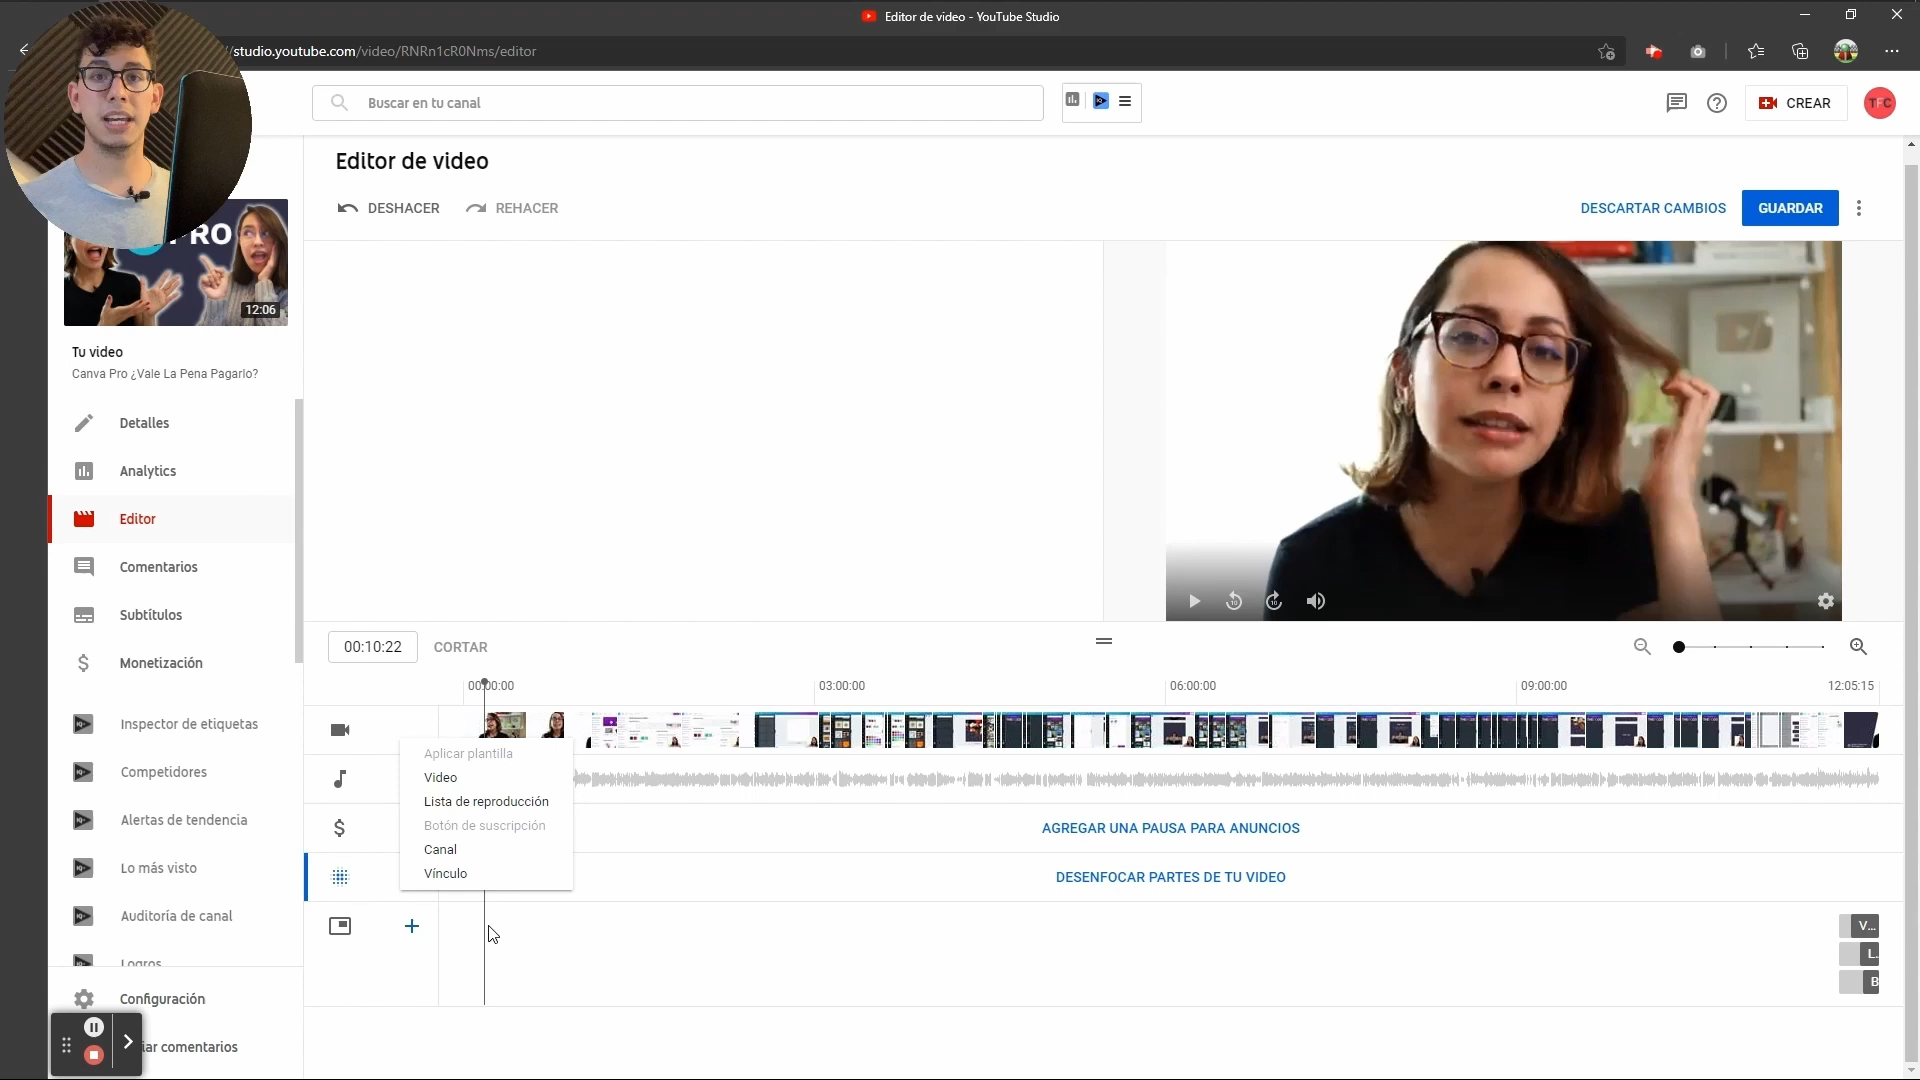 Editor de video - YouTube Studio
studio.youtube.com/video/RNRn1cR0Nms/editor
Buscar en tu canal
CREAR
TFC
Editor de video
DESHACER
REHACER
DESCARTAR CAMBIOS
GUARDAR
PRO
12:06
Tu video
Canva Pro ¿Vale La Pena Pagarlo?
Detalles
Analytics
Editor
Comentarios
Subtítulos
Monetización
Inspector de etiquetas
Competidores
Alertas de tendencia
Lo más visto
Auditoría de canal
Logros
Configuración
iar comentarios
10
10
00:10:22
CORTAR
00:00:00
03:00:00
06:00:00
09:00:00
12:05:15
Aplicar plantilla
Video
Lista de reproducción
Botón de suscripción
Canal
Vínculo
AGREGAR UNA PAUSA PARA ANUNCIOS
DESENFOCAR PARTES DE TU VIDEO
V...
L
B